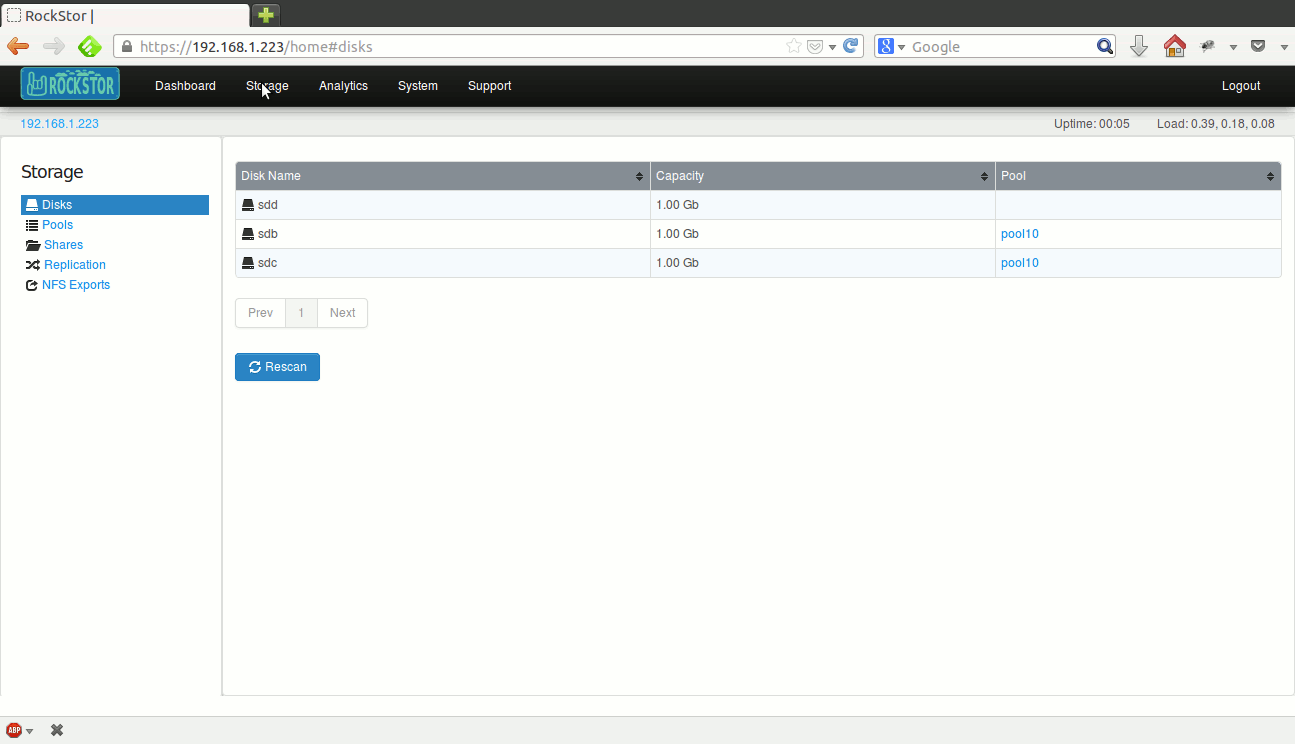 RockStor |
https://192.168.1.223/home#disks
Google
ROCKSTOR Dashboard Storage Analytics System Support Logout
192.168.1.223 Uptime: 00:05 Load: 0.39, 0.18, 0.08
Storage
Disks
Pools
Shares
Replication
NFS Exports
Disk Name Capacity Pool
sdd 1.00 Gb
sdb 1.00 Gb pool10
sdc 1.00 Gb pool10
Prev 1 Next
Rescan
ABP